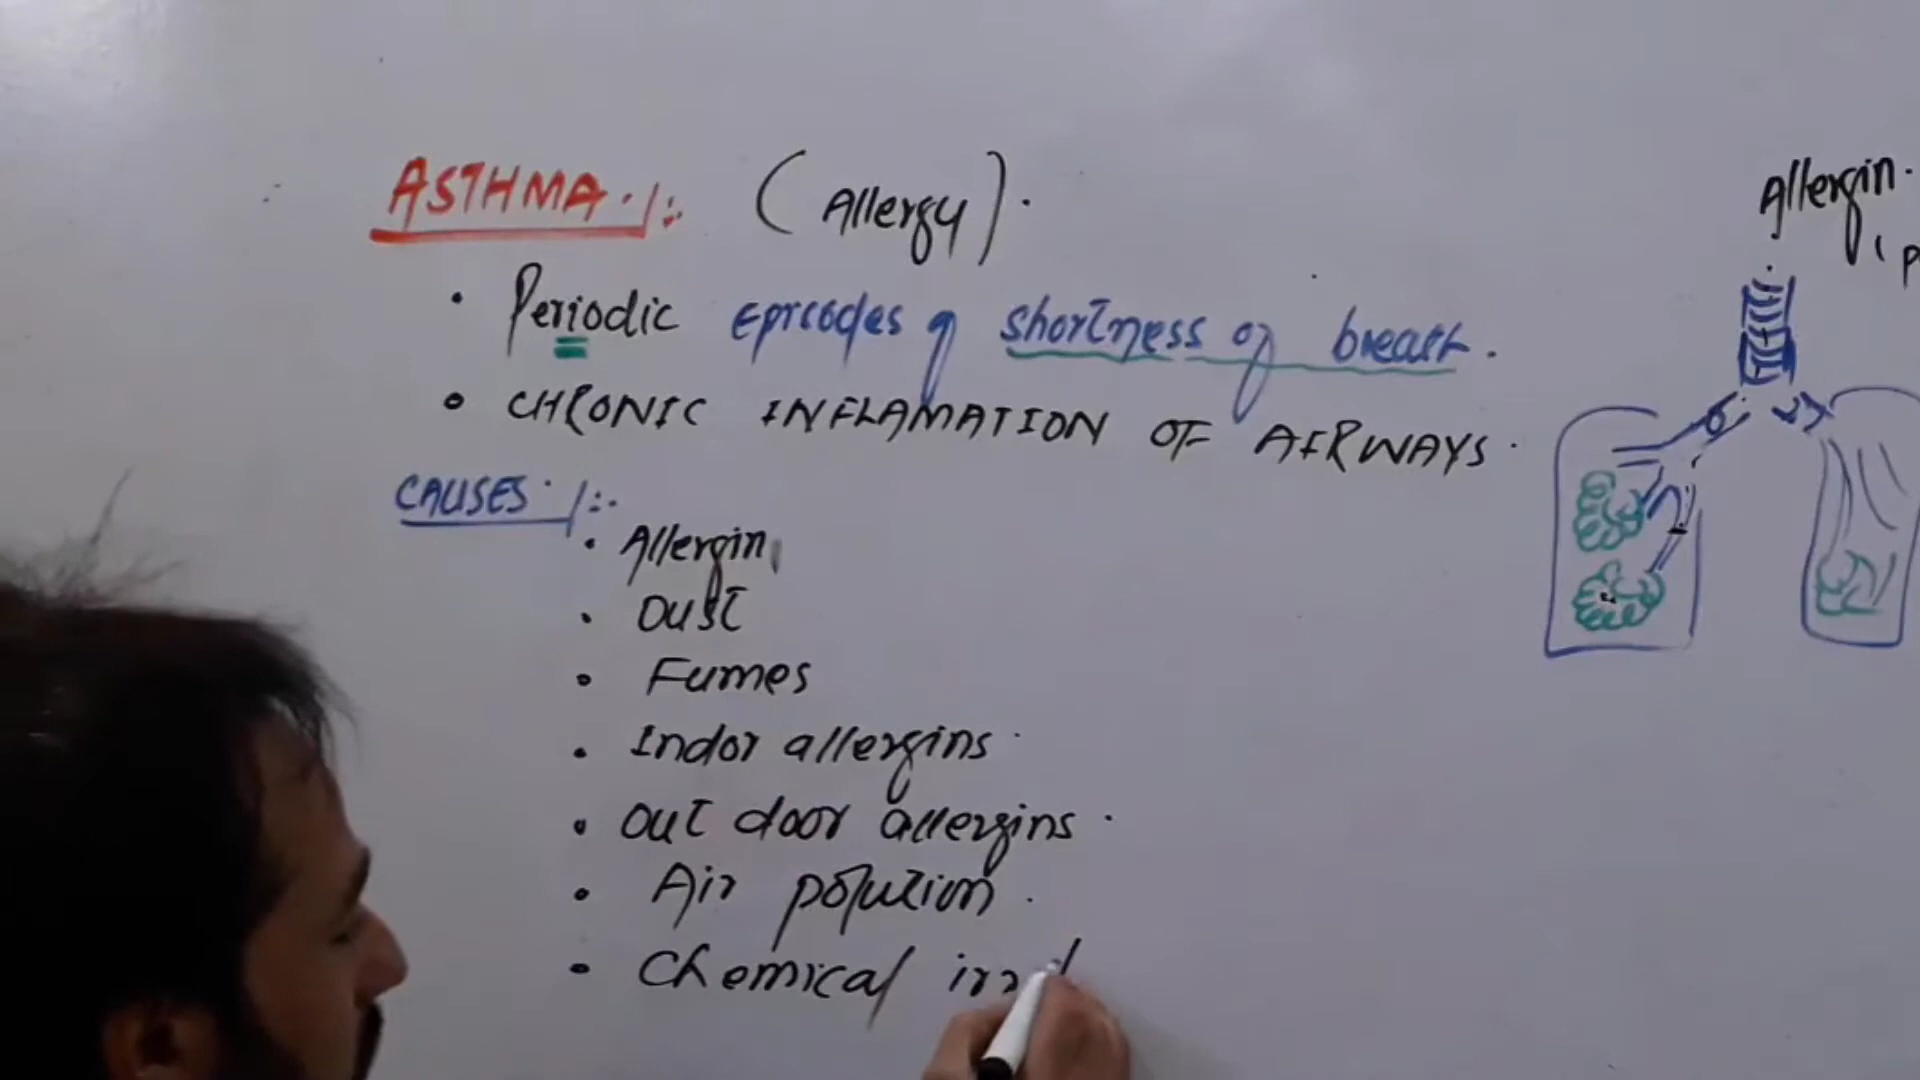 ASTHMA :- (Allergy).
• Periodic Episodes of shortness of breath.
• CHRONIC INFLAMATION OF AIRWAYS.
CAUSES :-
• Allergin
• Dust
• Fumes
• Indor allergins
• Out door allergins
• Air polution
• Chemical
Allergin.